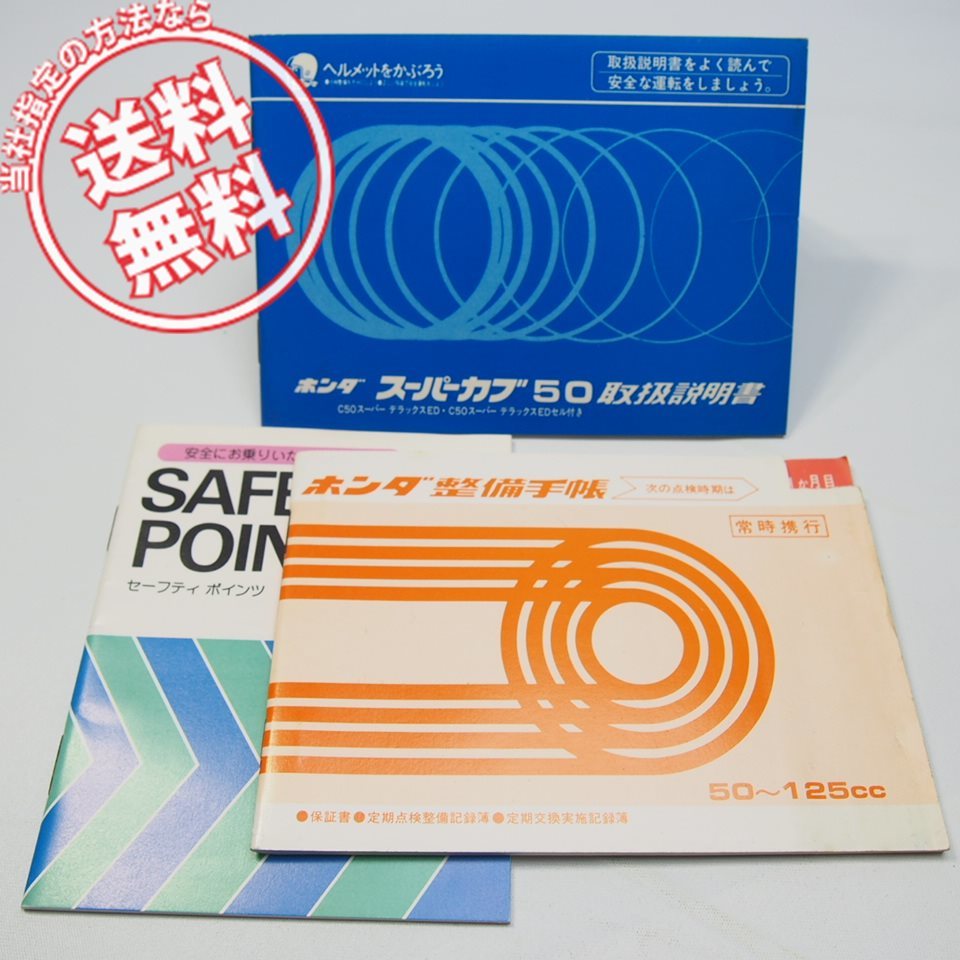 当社指定の方法なら
送料
無料
ヘルメットをかぶろう
取扱説明書をよく読んで
安全な運転をしましょう。
ホンダ スーパーカブ 50 取扱説明書
C50スーパー デラックスED・C50スーパー デラックスEDセル付き
安全にお乗りいた
SAFE
POIN
セーフティ ポインツ
ホンダ 整備手帳
次の点検時期は
か月目
常時携行
50〜125cc
●保証書●定期点検整備記録簿●定期交換実施記録簿